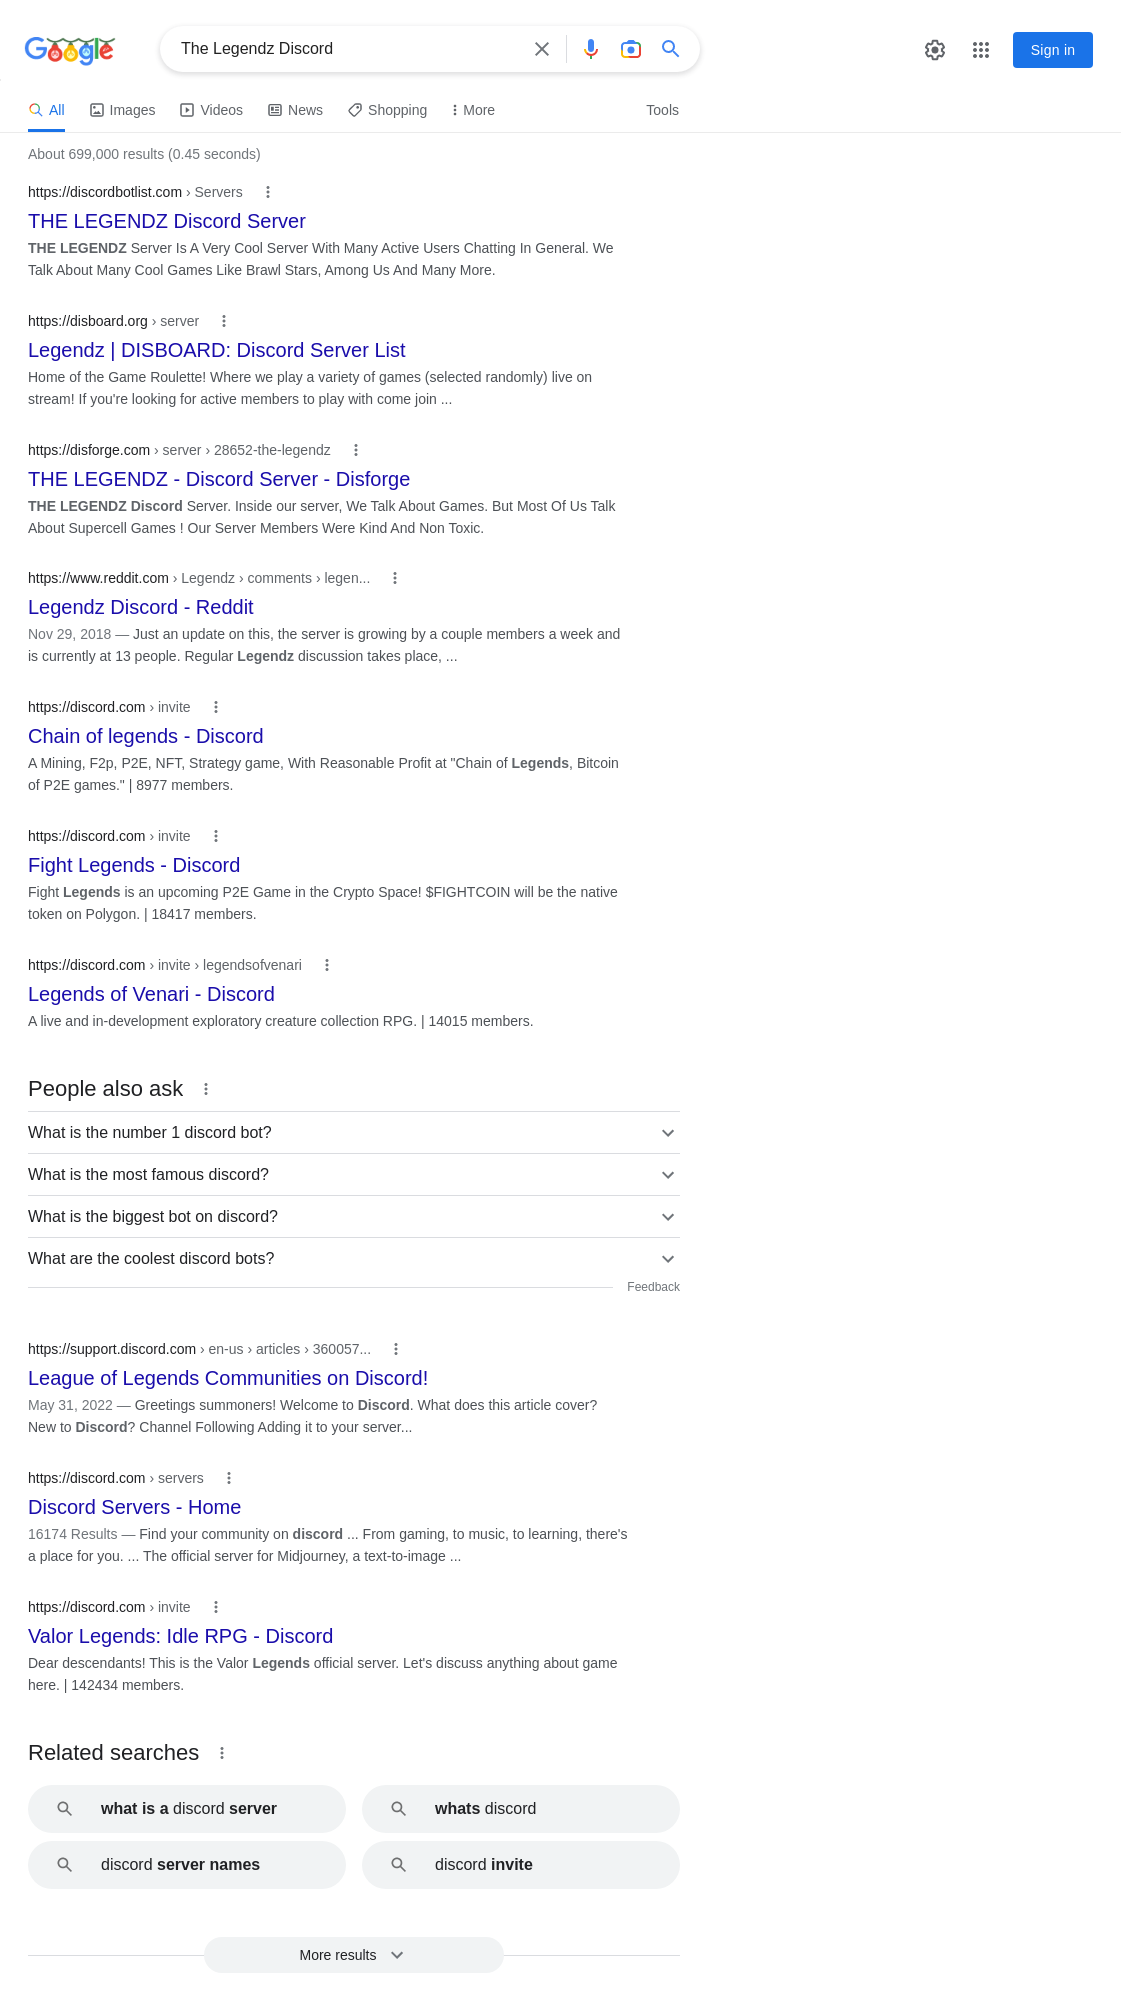 Google
The Legendz Discord
Sign in
All Images Videos News Shopping More Tools
About 699,000 results (0.45 seconds)
https://discordbotlist.com › Servers
THE LEGENDZ Discord Server
THE LEGENDZ Server Is A Very Cool Server With Many Active Users Chatting In General. We
Talk About Many Cool Games Like Brawl Stars, Among Us And Many More.
https://disboard.org › server
Legendz | DISBOARD: Discord Server List
Home of the Game Roulette! Where we play a variety of games (selected randomly) live on
stream! If you're looking for active members to play with come join ...
https://disforge.com › server › 28652-the-legendz
THE LEGENDZ - Discord Server - Disforge
THE LEGENDZ Discord Server. Inside our server, We Talk About Games. But Most Of Us Talk
About Supercell Games ! Our Server Members Were Kind And Non Toxic.
https://www.reddit.com › Legendz › comments › legen...
Legendz Discord - Reddit
Nov 29, 2018 — Just an update on this, the server is growing by a couple members a week and
is currently at 13 people. Regular Legendz discussion takes place, ...
https://discord.com › invite
Chain of legends - Discord
A Mining, F2p, P2E, NFT, Strategy game, With Reasonable Profit at "Chain of Legends, Bitcoin
of P2E games." | 8977 members.
https://discord.com › invite
Fight Legends - Discord
Fight Legends is an upcoming P2E Game in the Crypto Space! $FIGHTCOIN will be the native
token on Polygon. | 18417 members.
https://discord.com › invite › legendsofvenari
Legends of Venari - Discord
A live and in-development exploratory creature collection RPG. | 14015 members.
People also ask
What is the number 1 discord bot?
What is the most famous discord?
What is the biggest bot on discord?
What are the coolest discord bots?
Feedback
https://support.discord.com › en-us › articles › 360057...
League of Legends Communities on Discord!
May 31, 2022 — Greetings summoners! Welcome to Discord. What does this article cover?
New to Discord? Channel Following Adding it to your server...
https://discord.com › servers
Discord Servers - Home
16174 Results — Find your community on discord ... From gaming, to music, to learning, there's
a place for you. ... The official server for Midjourney, a text-to-image ...
https://discord.com › invite
Valor Legends: Idle RPG - Discord
Dear descendants! This is the Valor Legends official server. Let's discuss anything about game
here. | 142434 members.
Related searches
what is a discord server
whats discord
discord server names
discord invite
More results